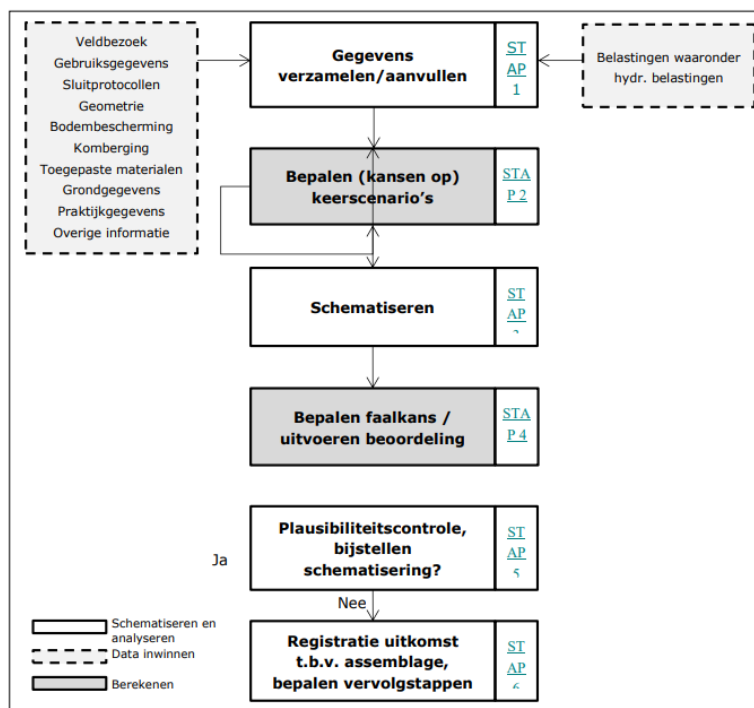 Veldbezoek
Gebruiksgegevens
Sluitprotocollen
Geometrie
Bodembescherming
Komberging
Toegepaste materialen
Grondgegevens
Praktijkgegevens
Overige informatie
Gegevens
verzamelen/aanvullen
ST
AP
1
Belastingen waaronder
hydr. belastingen
Bepalen (kansen op)
keerscenario's
STA
P 2
Schematiseren
ST
AP
Bepalen faalkans /
uitvoeren beoordeling
STA
P 4
Plausibiliteitscontrole,
bijstellen
schematisering?
ST
AP
5
Ja
Nee
Registratie uitkomst
t.b.v. assemblage,
bepalen vervolgstappen
ST
AP
6
Schematiseren en
analyseren
Data inwinnen
Berekenen